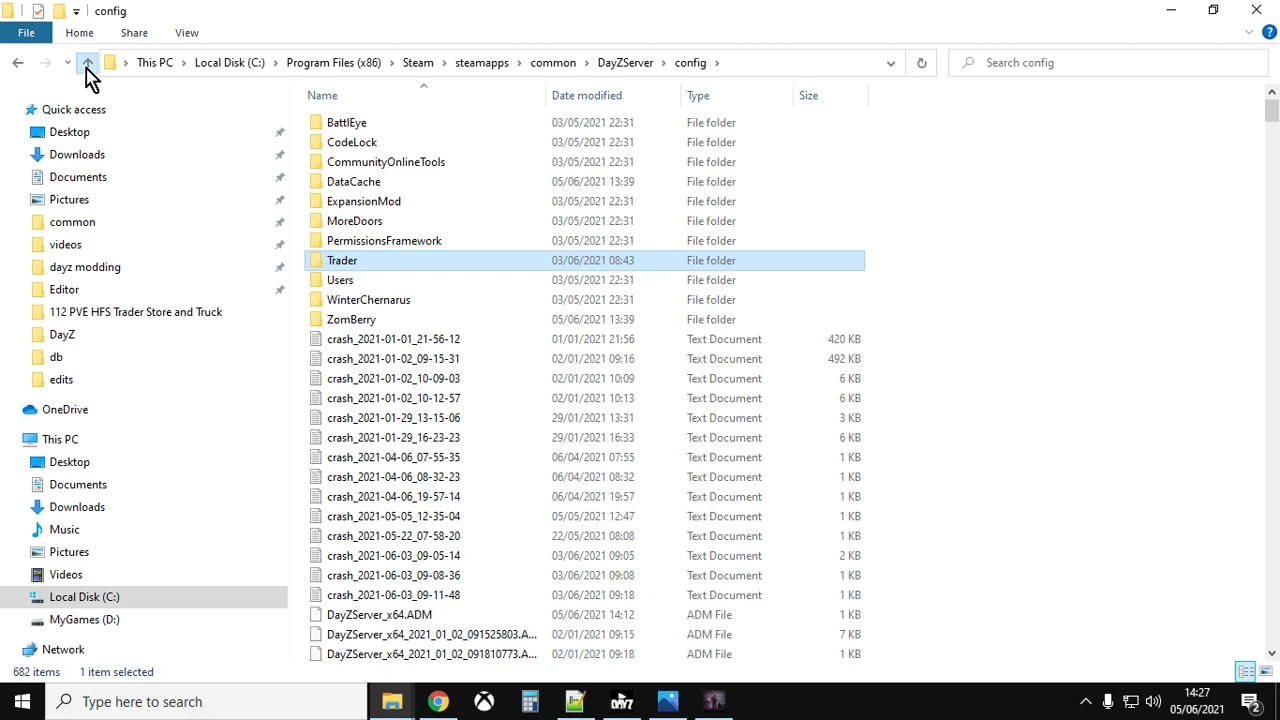 config
File Home Share View
This PC Local Disk (C:) Program Files (x86) Steam steamapps common DayZServer config
Search config
Name Date modified Type Size
Quick access
Desktop
Downloads
Documents
Pictures
common
videos
dayz modding
Editor
112 PVE HFS Trader Store and Truck
DayZ
db
edits
OneDrive
This PC
Desktop
Documents
Downloads
Music
Pictures
Videos
Local Disk (C:)
MyGames (D:)
Network
BattlEye 03/05/2021 22:31 File folder
CodeLock 03/05/2021 22:31 File folder
CommunityOnlineTools 03/05/2021 22:31 File folder
DataCache 05/06/2021 13:39 File folder
ExpansionMod 03/05/2021 22:31 File folder
MoreDoors 03/05/2021 22:31 File folder
PermissionsFramework 03/05/2021 22:31 File folder
Trader 03/06/2021 08:43 File folder
Users 03/05/2021 22:31 File folder
WinterChernarus 03/05/2021 22:31 File folder
ZomBerry 05/06/2021 13:39 File folder
crash_2021-01-01_21-56-12 01/01/2021 21:56 Text Document 420 KB
crash_2021-01-02_09-15-31 02/01/2021 09:16 Text Document 492 KB
crash_2021-01-02_10-09-03 02/01/2021 10:09 Text Document 6 KB
crash_2021-01-02_10-12-57 02/01/2021 10:13 Text Document 6 KB
crash_2021-01-29_13-15-06 29/01/2021 13:31 Text Document 3 KB
crash_2021-01-29_16-23-23 29/01/2021 16:33 Text Document 6 KB
crash_2021-04-06_07-55-35 06/04/2021 07:55 Text Document 1 KB
crash_2021-04-06_08-32-23 06/04/2021 08:32 Text Document 1 KB
crash_2021-04-06_19-57-14 06/04/2021 19:57 Text Document 1 KB
crash_2021-05-05_12-35-04 05/05/2021 12:47 Text Document 1 KB
crash_2021-05-22_07-58-20 22/05/2021 08:08 Text Document 1 KB
crash_2021-06-03_09-05-14 03/06/2021 09:05 Text Document 2 KB
crash_2021-06-03_09-08-36 03/06/2021 09:08 Text Document 1 KB
crash_2021-06-03_09-11-48 03/06/2021 09:18 Text Document 1 KB
DayZServer_x64.ADM 05/06/2021 14:12 ADM File 1 KB
DayZServer_x64_2021_01_02_091525803.A... 02/01/2021 09:15 ADM File 7 KB
DayZServer_x64_2021_01_02_091810773.A... 02/01/2021 09:18 ADM File 1 KB
682 items 1 item selected
Type here to search
DAYZ
14:27
05/06/2021
2